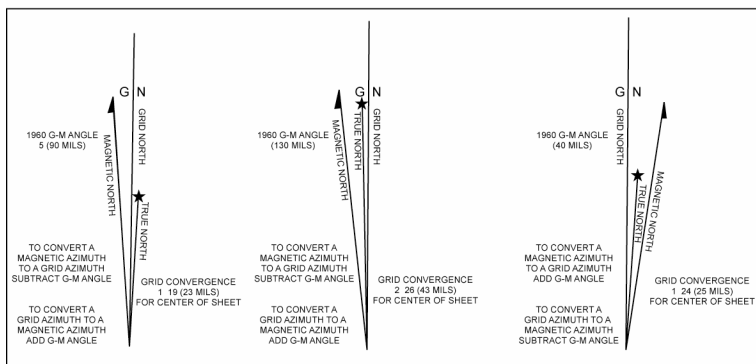 G N
GRID NORTH
1960 G-M ANGLE
5 (90 MILS)
MAGNETIC NORTH
TRUE NORTH
TO CONVERT A
MAGNETIC AZIMUTH
TO A GRID AZIMUTH
SUBTRACT G-M ANGLE
GRID CONVERGENCE
1 19 (23 MILS)
FOR CENTER OF SHEET
TO CONVERT A
GRID AZIMUTH TO A
MAGNETIC AZIMUTH
ADD G-M ANGLE
G N
TRUE NORTH
GRID NORTH
1960 G-M ANGLE
(130 MILS)
MAGNETIC NORTH
TO CONVERT A
MAGNETIC AZIMUTH
TO A GRID AZIMUTH
SUBTRACT G-M ANGLE
GRID CONVERGENCE
2 26 (43 MILS)
FOR CENTER OF SHEET
TO CONVERT A
GRID AZIMUTH TO A
MAGNETIC AZIMUTH
ADD G-M ANGLE
G N
GRID NORTH
1960 G-M ANGLE
(40 MILS)
MAGNETIC NORTH
TRUE NORTH
TO CONVERT A
MAGNETIC AZIMUTH
TO A GRID AZIMUTH
ADD G-M ANGLE
GRID CONVERGENCE
1 24 (25 MILS)
FOR CENTER OF SHEET
TO CONVERT A
GRID AZIMUTH TO A
MAGNETIC AZIMUTH
SUBTRACT G-M ANGLE